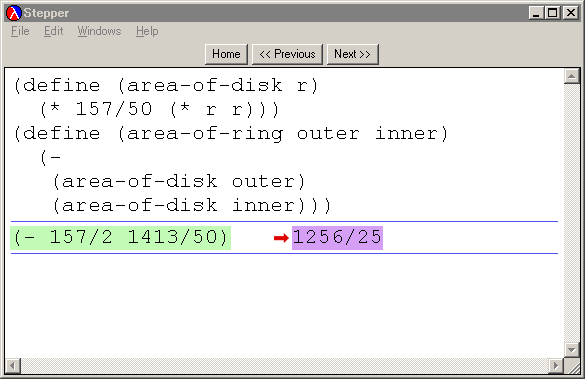 Stepper
File Edit Windows Help
Home << Previous Next >>
(define (area-of-disk r)
  (* 157/50 (* r r)))
(define (area-of-ring outer inner)
  (-
   (area-of-disk outer)
   (area-of-disk inner)))
(- 157/2 1413/50) → 1256/25